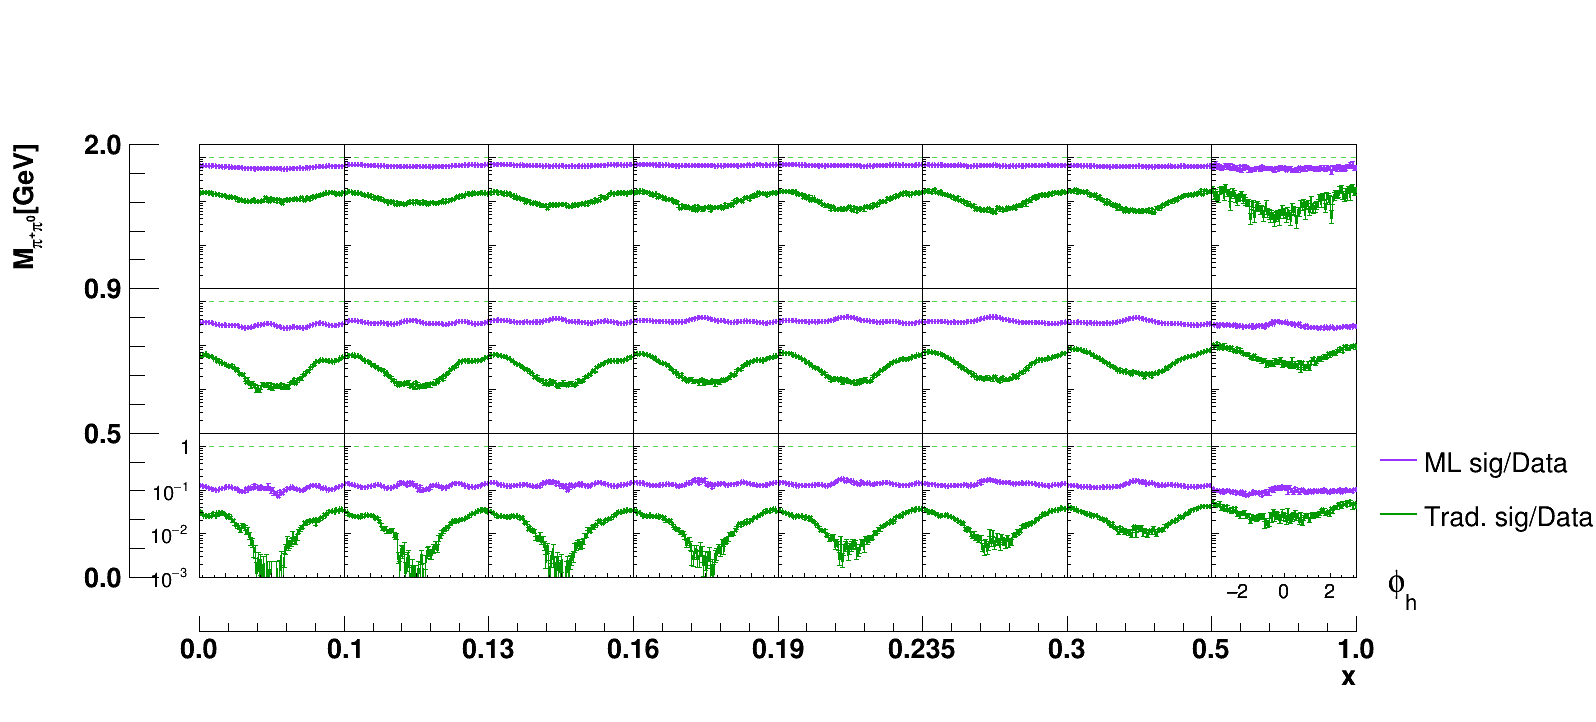 M π⁺π⁰ [GeV]
2.0
0.9
0.5
0.0
1
10⁻¹
10⁻²
10⁻³
ML sig/Data
Trad. sig/Data
−2 0 2
ϕh
0.0 0.1 0.13 0.16 0.19 0.235 0.3 0.5 1.0
x